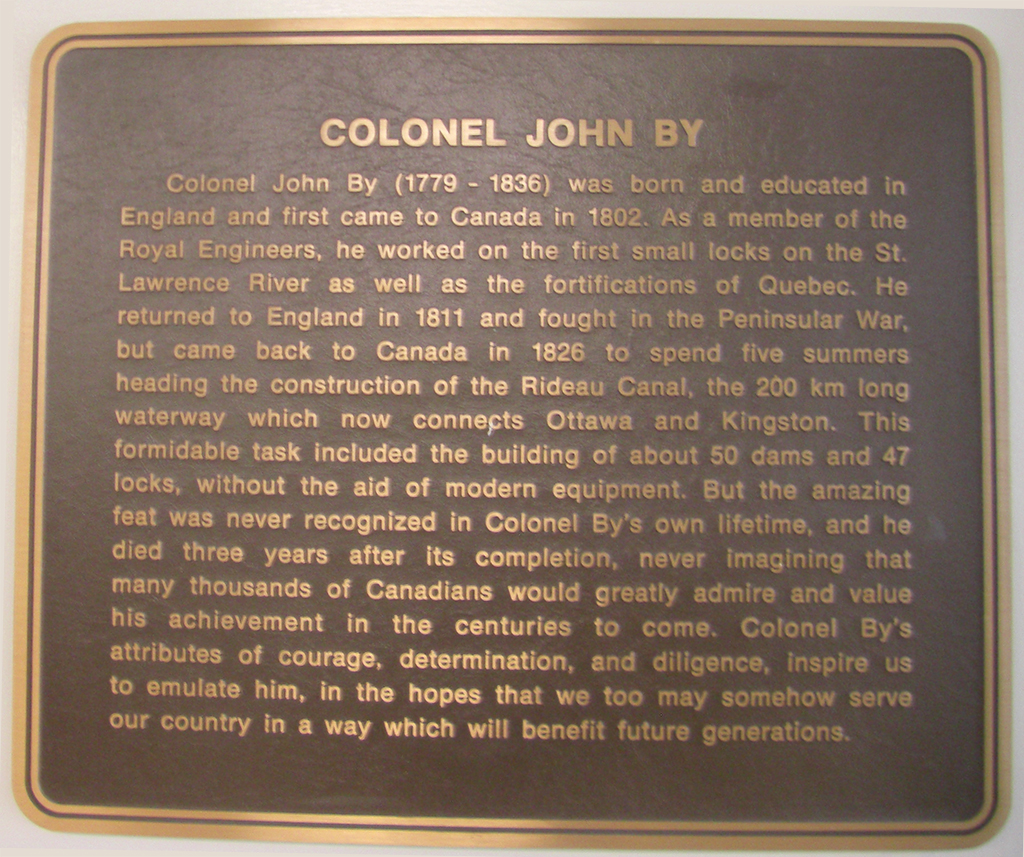 COLONEL JOHN BY
Colonel John By (1779 - 1836) was born and educated in
England and first came to Canada in 1802. As a member of the
Royal Engineers, he worked on the first small locks on the St.
Lawrence River as well as the fortifications of Quebec. He
returned to England in 1811 and fought in the Peninsular War,
but came back to Canada in 1826 to spend five summers
heading the construction of the Rideau Canal, the 200 km long
waterway which now connects Ottawa and Kingston. This
formidable task included the building of about 50 dams and 47
locks, without the aid of modern equipment. But the amazing
feat was never recognized in Colonel By's own lifetime, and he
died three years after its completion, never imagining that
many thousands of Canadians would greatly admire and value
his achievement in the centuries to come. Colonel By's
attributes of courage, determination, and diligence, inspire us
to emulate him, in the hopes that we too may somehow serve
our country in a way which will benefit future generations.